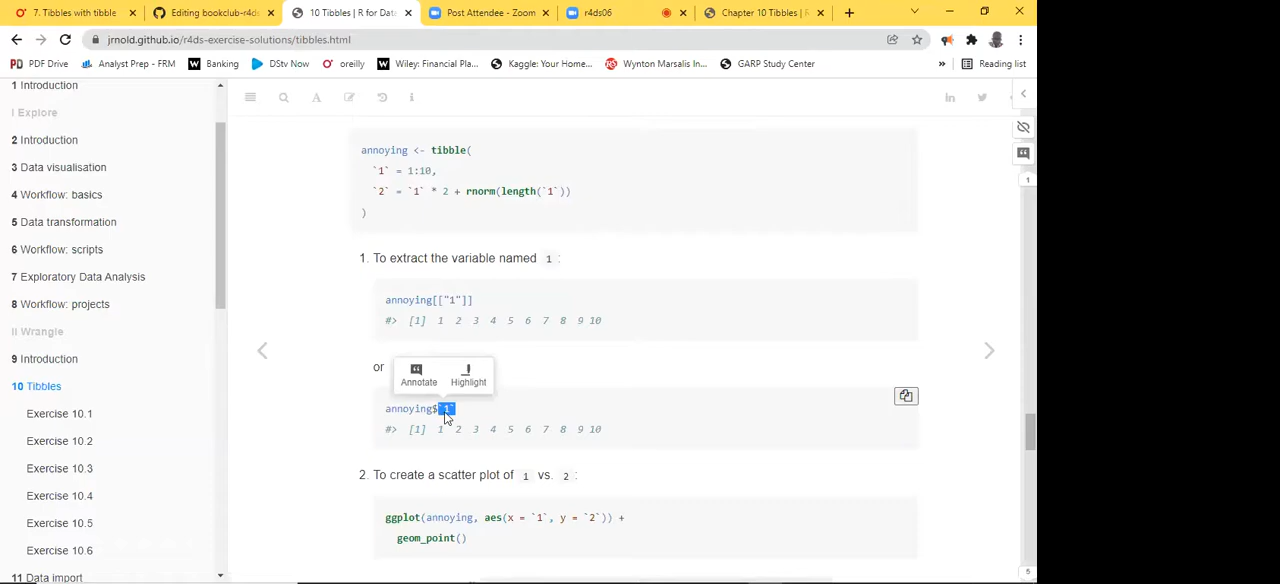 7. Tibbles with tibble
Editing bookclub-r4ds
10 Tibbles | R for Data
Post Attendee - Zoom
r4ds06
Chapter 10 Tibbles | R
jrnold.github.io/r4ds-exercise-solutions/tibbles.html
PDF Drive
Analyst Prep - FRM
Banking
DStv Now
oreilly
Wiley: Financial Pla...
Kaggle: Your Home...
Wynton Marsalis In...
GARP Study Center
»
Reading list
1 Introduction
I Explore
2 Introduction
3 Data visualisation
4 Workflow: basics
5 Data transformation
6 Workflow: scripts
7 Exploratory Data Analysis
8 Workflow: projects
II Wrangle
9 Introduction
10 Tibbles
Exercise 10.1
Exercise 10.2
Exercise 10.3
Exercise 10.4
Exercise 10.5
Exercise 10.6
11 Data import
annoying <- tibble(
`1` = 1:10,
`2` = `1` * 2 + rnorm(length(`1`))
)
1. To extract the variable named 1 :
annoying[["1"]]
#> [1] 1 2 3 4 5 6 7 8 9 10
or
Annotate
Highlight
annoying$`1`
#> [1] 1 2 3 4 5 6 7 8 9 10
2. To create a scatter plot of 1 vs. 2 :
ggplot(annoying, aes(x = `1`, y = `2`)) +
geom_point()
1
5